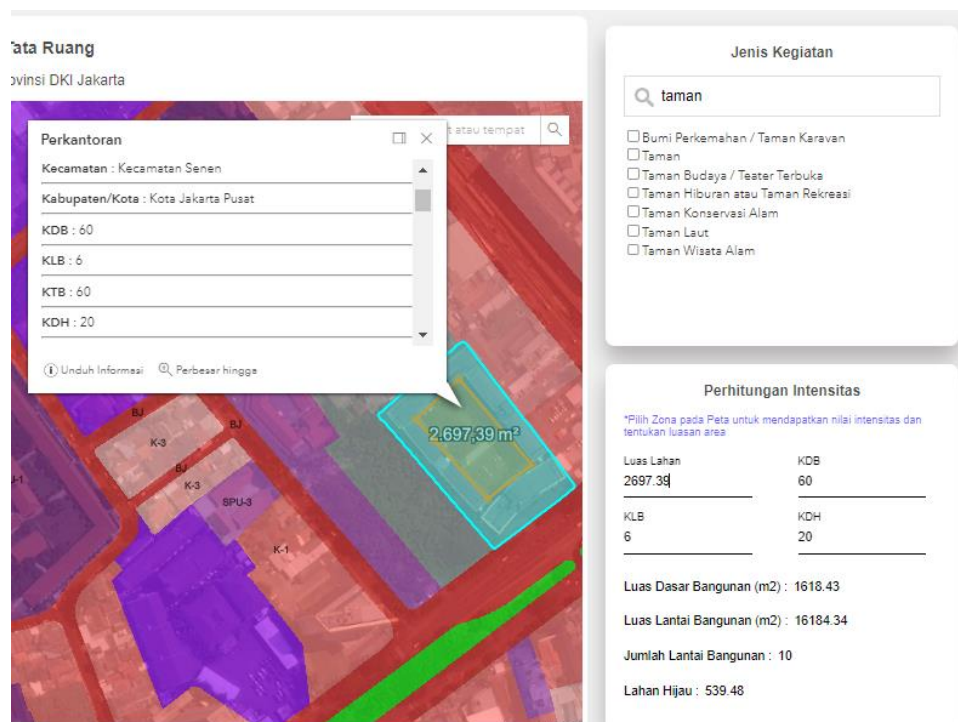 Tata Ruang
ovinsi DKI Jakarta
t atau tempat
Perkantoran
Kecamatan : Kecamatan Senen
Kabupaten/Kota : Kota Jakarta Pusat
KDB : 60
KLB : 6
KTB : 60
KDH : 20
Unduh Informasi
Perbesar hingga
2.697,39 m²
BJ
K-3
BJ
BJ
K-3
SPU-3
-1
K-1
Jenis Kegiatan
taman
Bumi Perkemahan / Taman Karavan
Taman
Taman Budaya / Teater Terbuka
Taman Hiburan atau Taman Rekreasi
Taman Konservasi Alam
Taman Laut
Taman Wisata Alam
Perhitungan Intensitas
*Pilih Zona pada Peta untuk mendapatkan nilai intensitas dan
tentukan luasan area
Luas Lahan
KDB
2697.39
60
KLB
KDH
6
20
Luas Dasar Bangunan (m2) : 1618.43
Luas Lantai Bangunan (m2) : 16184.34
Jumlah Lantai Bangunan : 10
Lahan Hijau : 539.48